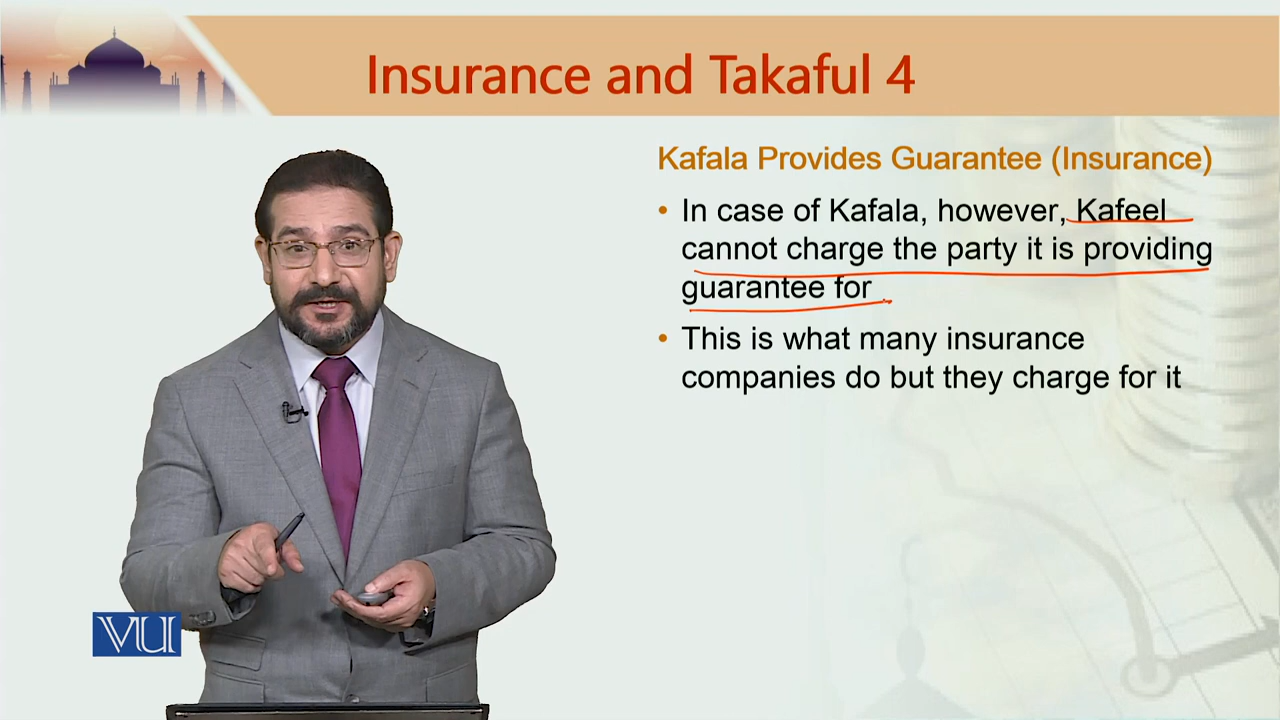 Insurance and Takaful 4
Kafala Provides Guarantee (Insurance)
• In case of Kafala, however, Kafeel
cannot charge the party it is providing
guarantee for
• This is what many insurance
companies do but they charge for it
VU